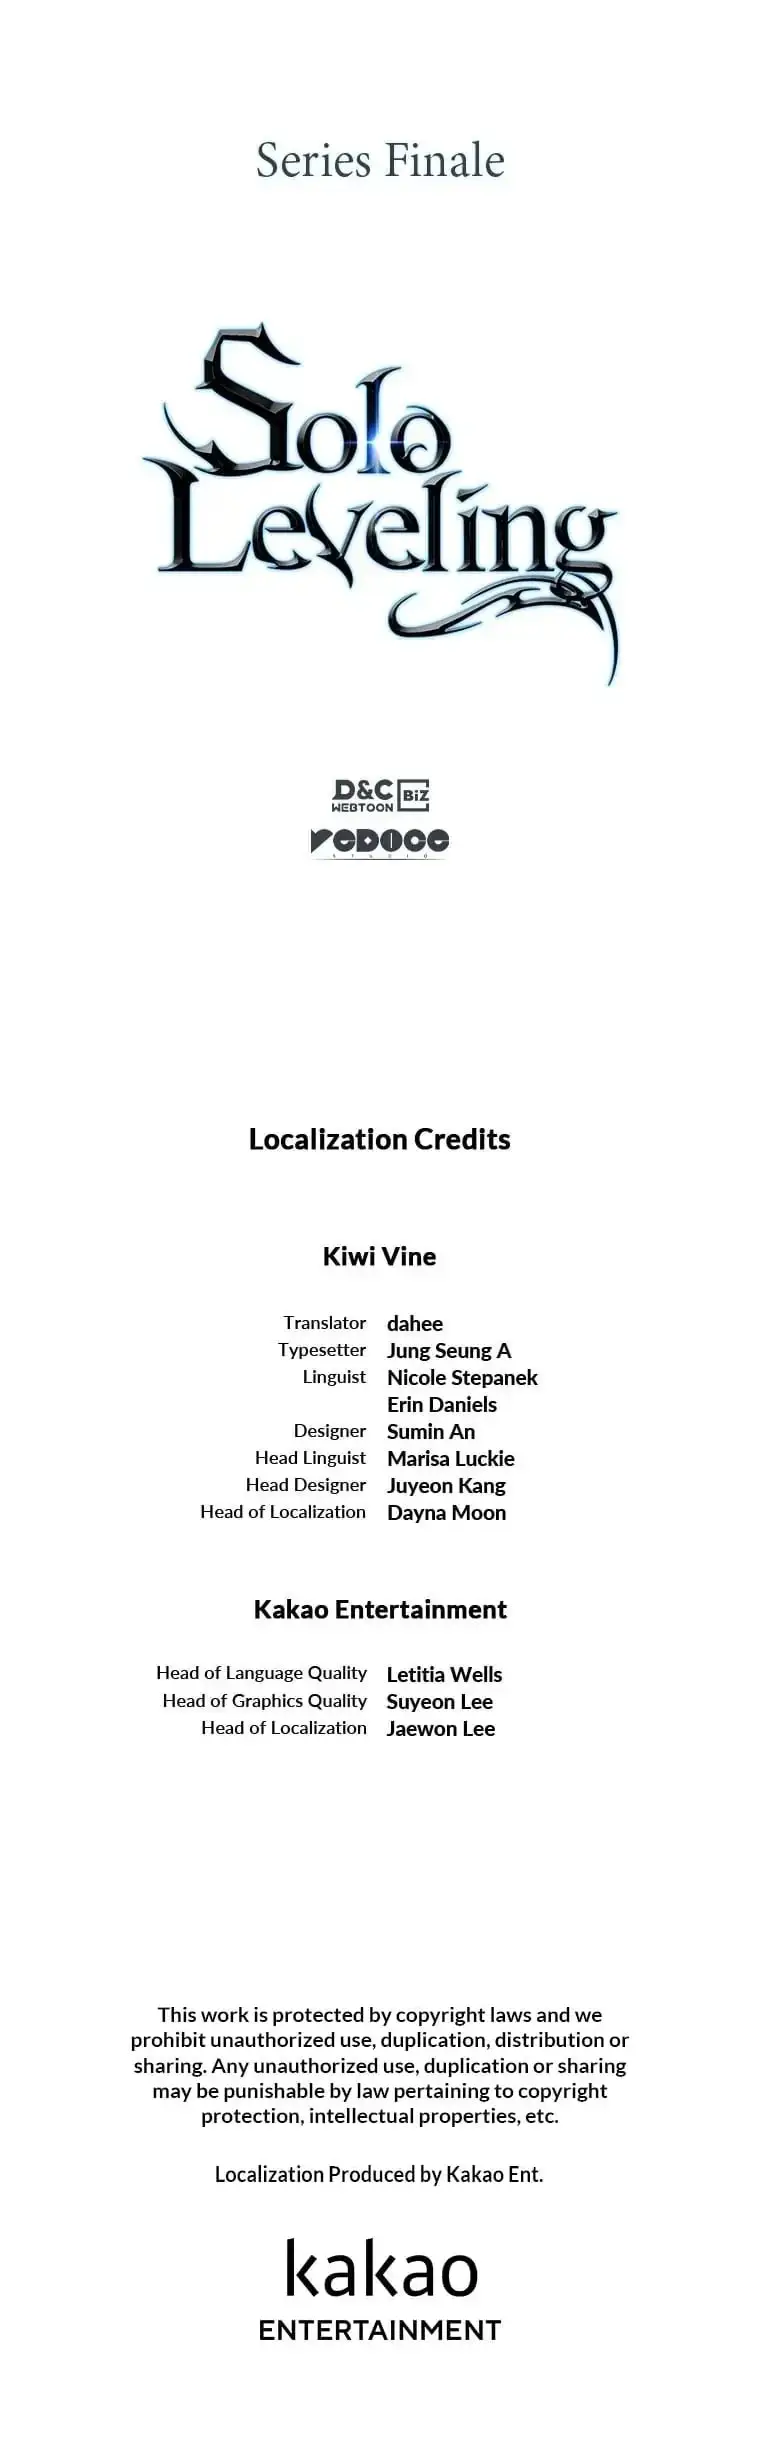 Series Finale
Solo
Leveling
D&C
WEBTOON
BiZ
REDICE
STUDIO
Localization Credits
Kiwi Vine
Translator dahee
Typesetter Jung Seung A
Linguist Nicole Stepanek
Erin Daniels
Designer Sumin An
Head Linguist Marisa Luckie
Head Designer Juyeon Kang
Head of Localization Dayna Moon
Kakao Entertainment
Head of Language Quality Letitia Wells
Head of Graphics Quality Suyeon Lee
Head of Localization Jaewon Lee
This work is protected by copyright laws and we
prohibit unauthorized use, duplication, distribution or
sharing. Any unauthorized use, duplication or sharing
may be punishable by law pertaining to copyright
protection, intellectual properties, etc.
Localization Produced by Kakao Ent.
kakao
ENTERTAINMENT